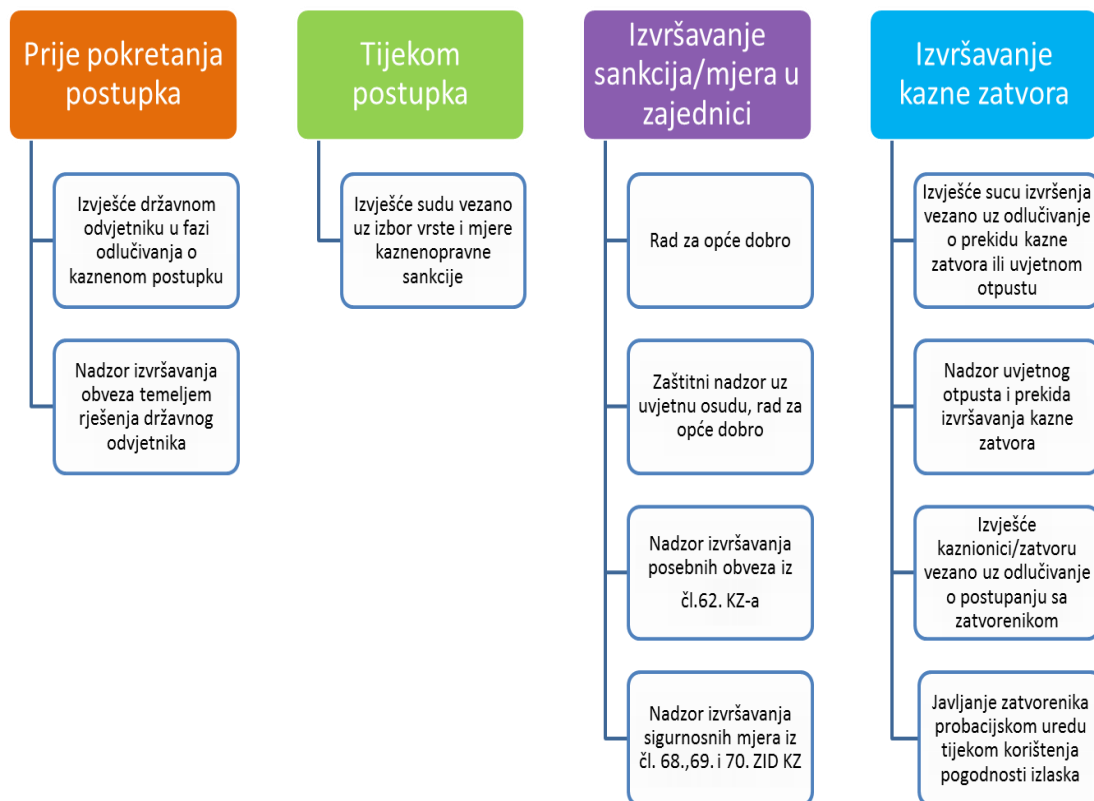 Prije pokretanja
postupka
Izvješće državnom
odvjetniku u fazi
odlučivanja o
kaznenom postupku
Nadzor izvršavanja
obveza temeljem
rješenja državnog
odvjetnika
Tijekom
postupka
Izvješće sudu vezano
uz izbor vrste i mjere
kaznenopravne
sankcije
Izvršavanje
sankcija/mjera u
zajednici
Rad za opće dobro
Zaštitni nadzor uz
uvjetnu osudu, rad za
opće dobro
Nadzor izvršavanja
posebnih obveza iz
čl.62. KZ-a
Nadzor izvršavanja
sigurnosnih mjera iz
čl. 68.,69. i 70. ZID KZ
Izvršavanje
kazne zatvora
Izvješće sucu izvršenja
vezano uz odlučivanje
o prekidu kazne
zatvora ili uvjetnom
otpustu
Nadzor uvjetnog
otpusta i prekida
izvršavanja kazne
zatvora
Izvješće
kaznionici/zatvoru
vezano uz odlučivanje
o postupanju sa
zatvorenikom
Javljanje zatvorenika
probacijskom uredu
tijekom korištenja
pogodnosti izlaska